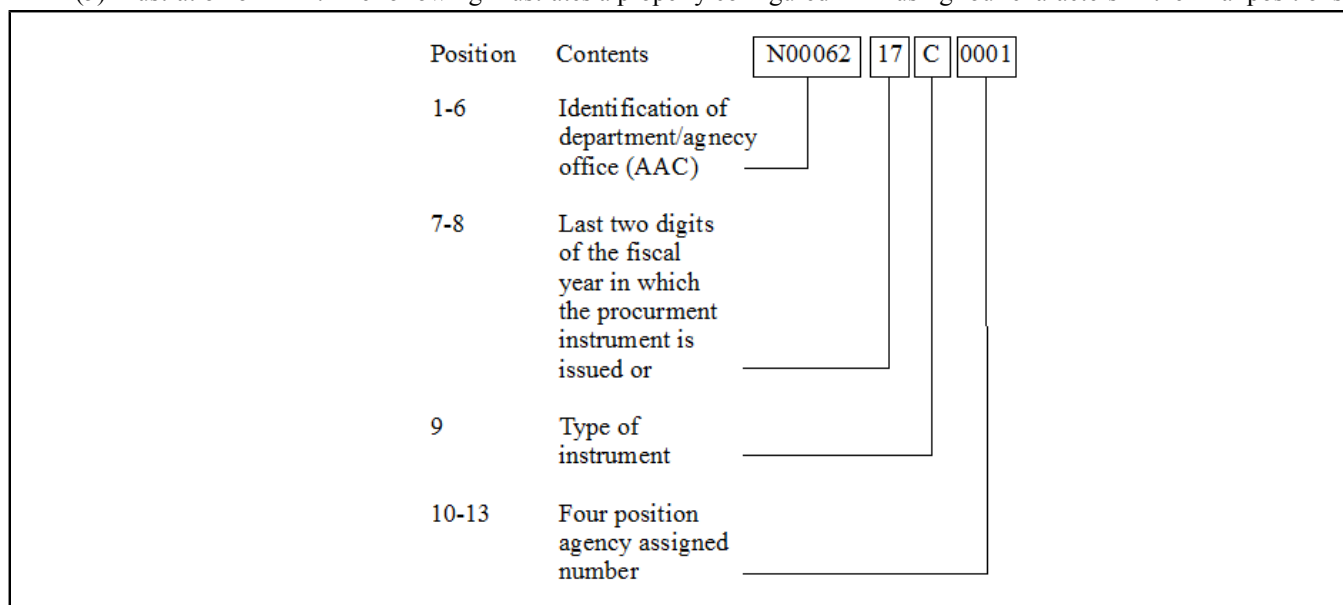 Position Contents N00062 17 C 0001
1-6 Identification of
department/agnecy
office (AAC)
7-8 Last two digits
of the fiscal
year in which
the procurment
instrument is
issued or
9 Type of
instrument
10-13 Four position
agency assigned
number